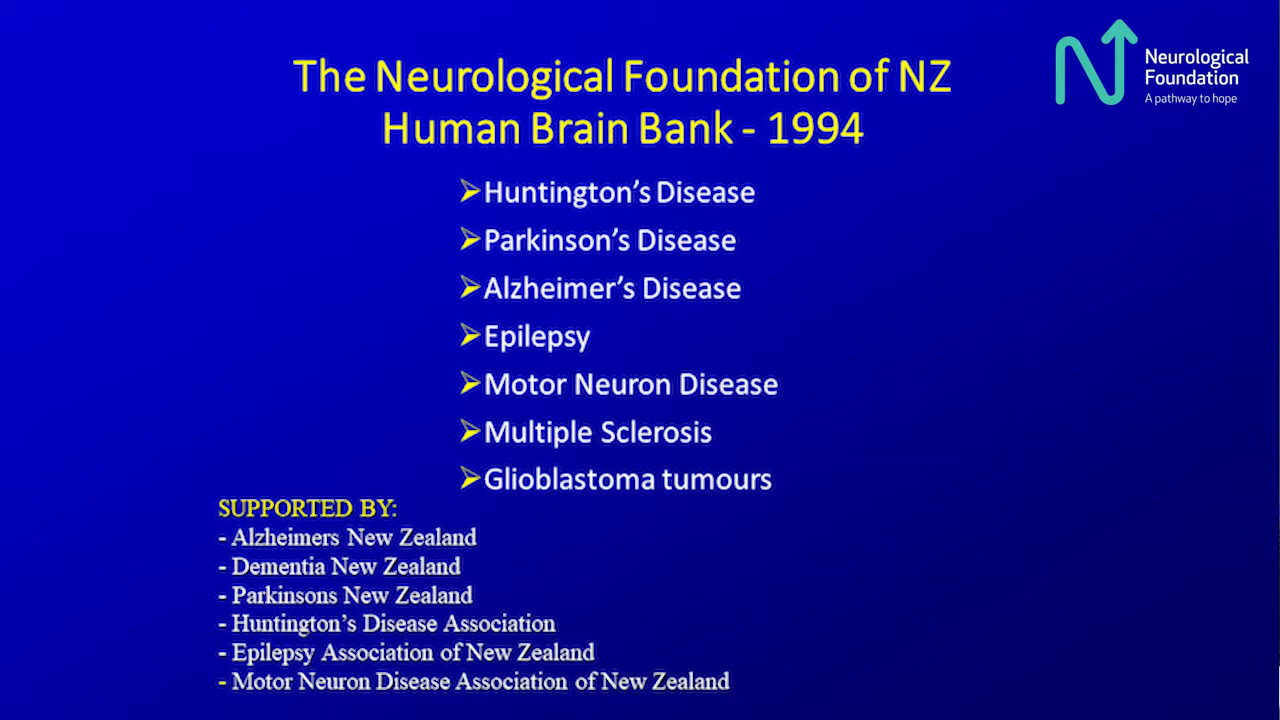 The Neurological Foundation of NZ
Human Brain Bank - 1994
Neurological
Foundation
A pathway to hope
➢Huntington’s Disease
➢Parkinson’s Disease
➢Alzheimer’s Disease
➢Epilepsy
➢Motor Neuron Disease
➢Multiple Sclerosis
➢Glioblastoma tumours
SUPPORTED BY:
- Alzheimers New Zealand
- Dementia New Zealand
- Parkinsons New Zealand
- Huntington’s Disease Association
- Epilepsy Association of New Zealand
- Motor Neuron Disease Association of New Zealand